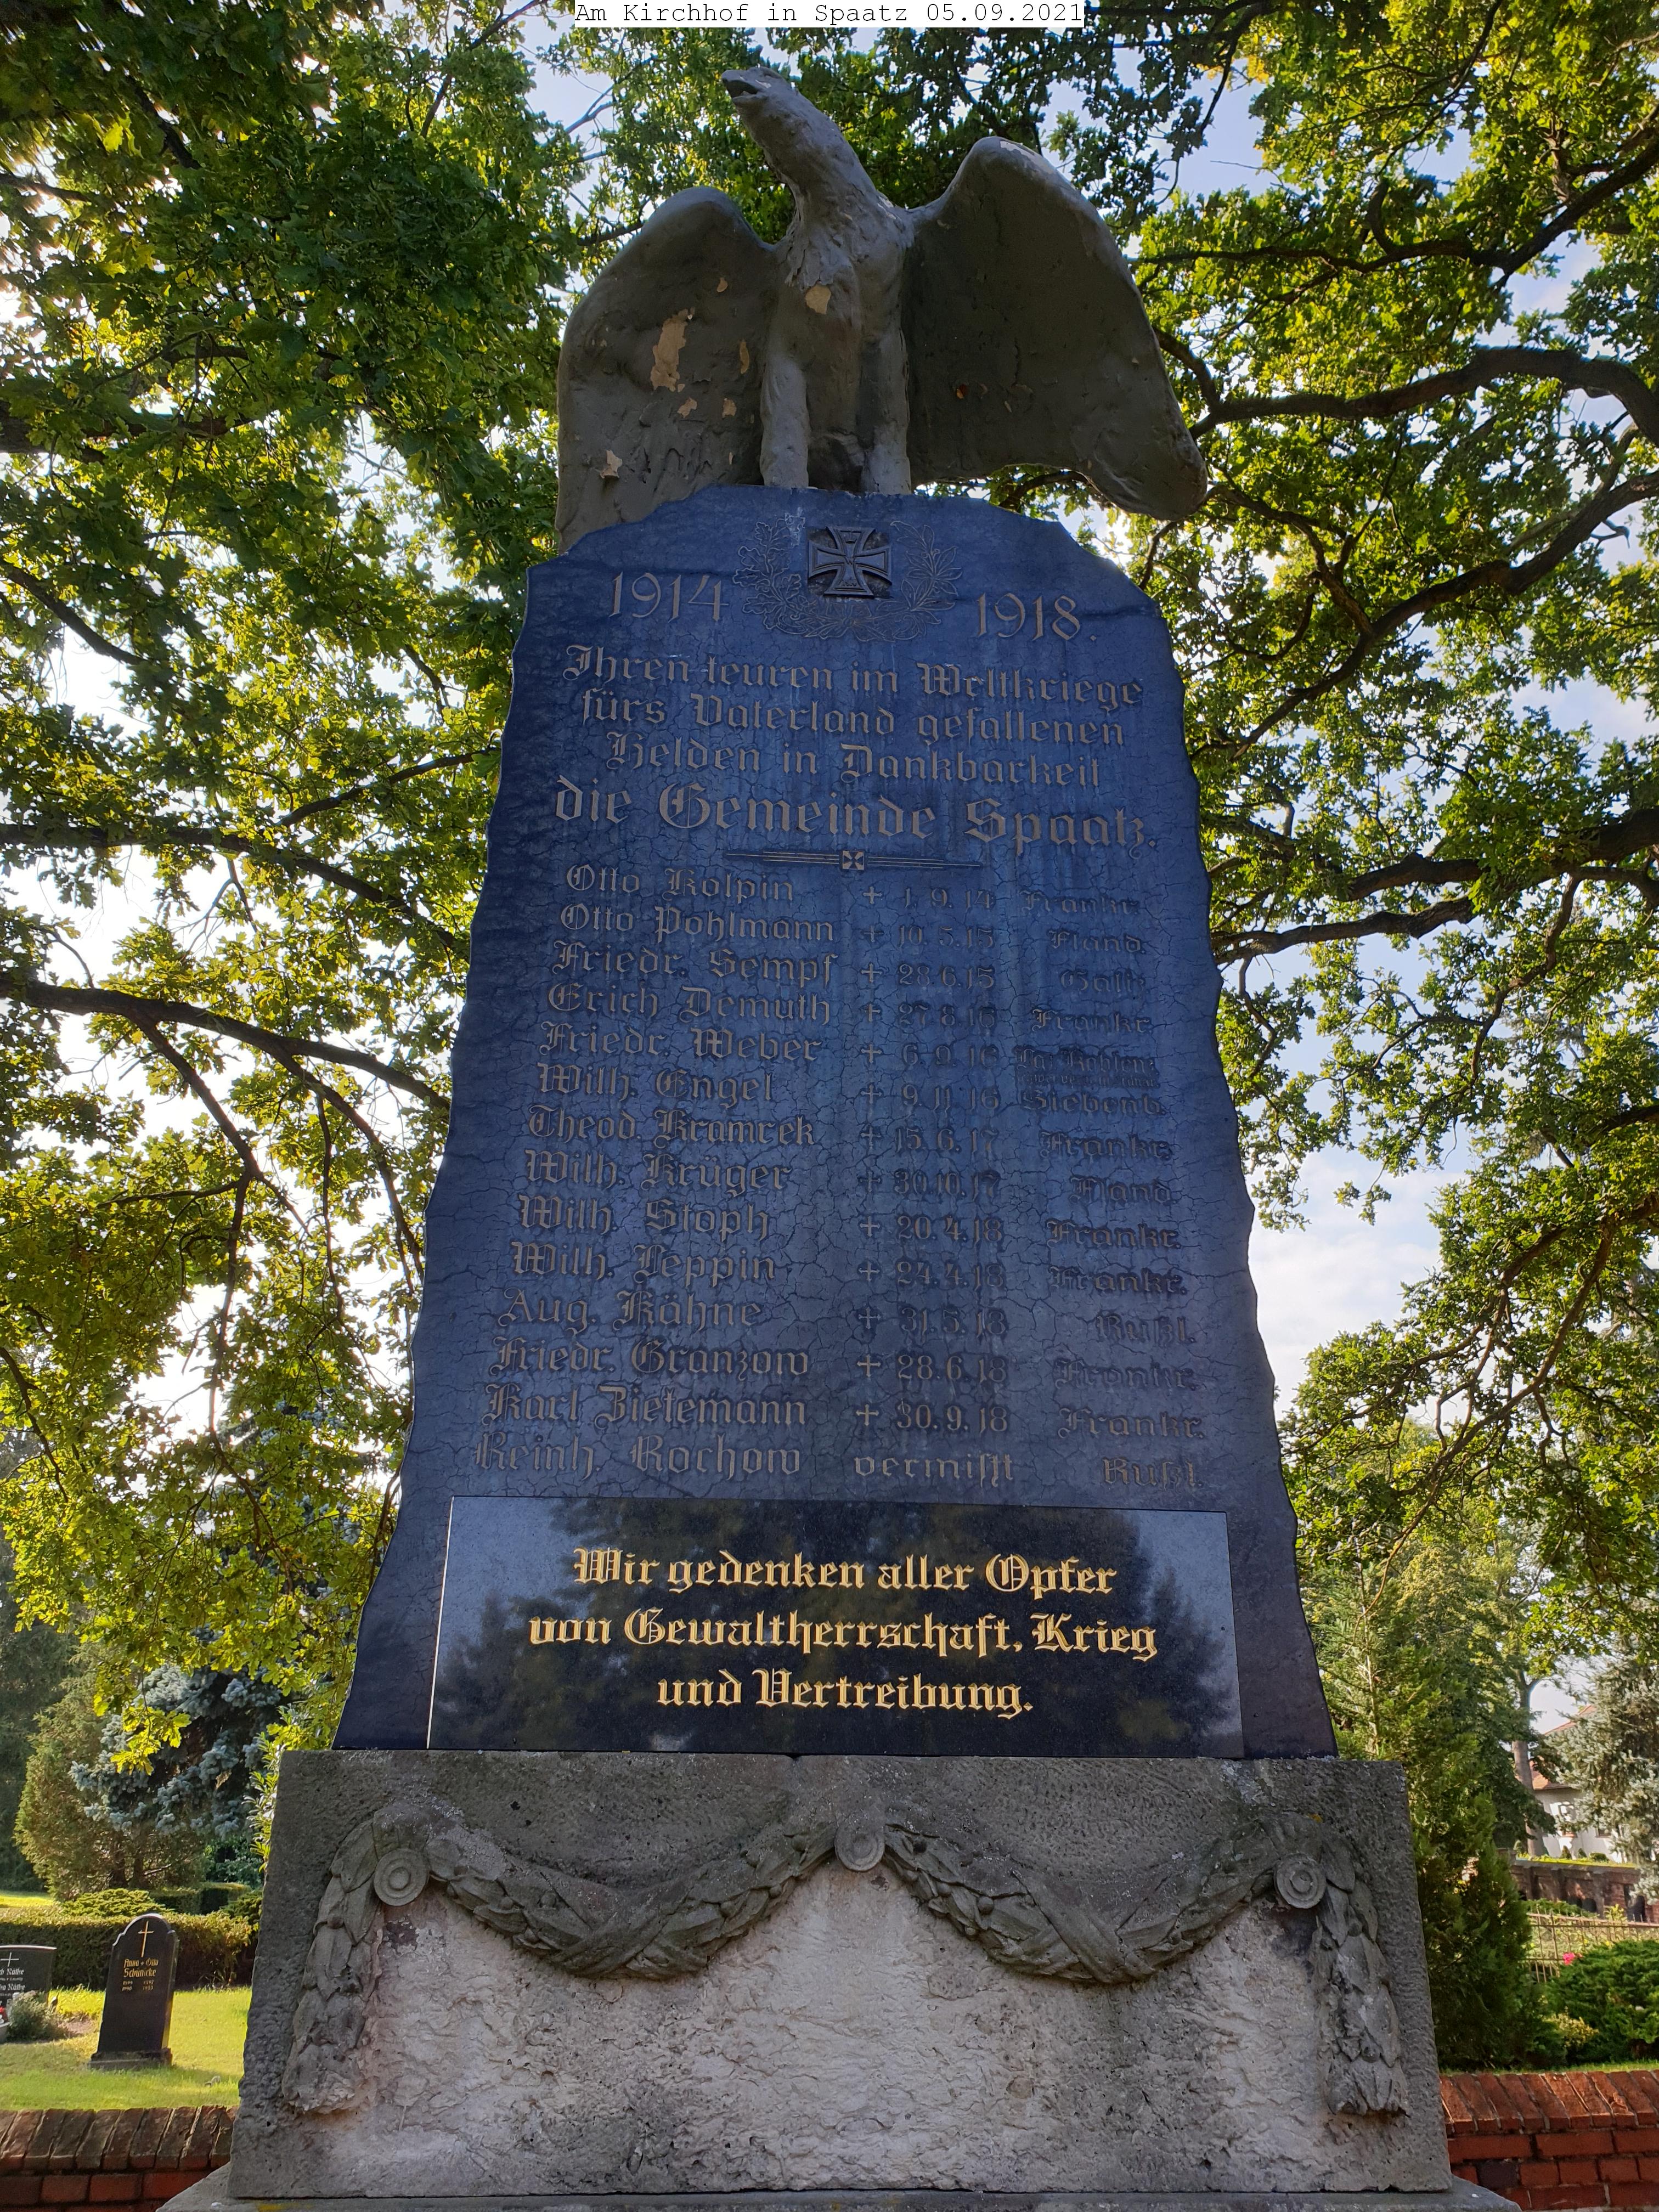 Am Kirchhof in Spaatz 05.09.2021
1914 1918.
Ihren teuren im Weltkriege
fürs Vaterland gefallenen
Helden in Dankbarkeit
die Gemeinde Spaatz.
Otto Kolpin + 1. 9. 14 Frankr.
Otto Pohlmann + 10. 5. 15 Fland.
Friedr. Sempf + 28.6.15 Galiz.
Erich Demuth + 27.8.16 Frankr.
Friedr. Weber + 6. 9. 16
Wilh. Engel + 9. 11. 16 Siebenb.
Theod. Kramrek + 15. 6. 17 Frankr.
Wilh. Krüger + 30.10.17 Fland.
Wilh. Stoph + 20.4.18 Frankr.
Wilh. Leppin + 24.4.18 Frankr.
Aug. Kähne + 31.5.18 Rußl.
Friedr. Granzow + 28.6.18 Frankr.
Karl Zietemann + 30.9.18 Frankr.
Reinh. Rochow vermißt Rußl.
Wir gedenken aller Opfer
von Gewaltherrschaft, Krieg
und Vertreibung.